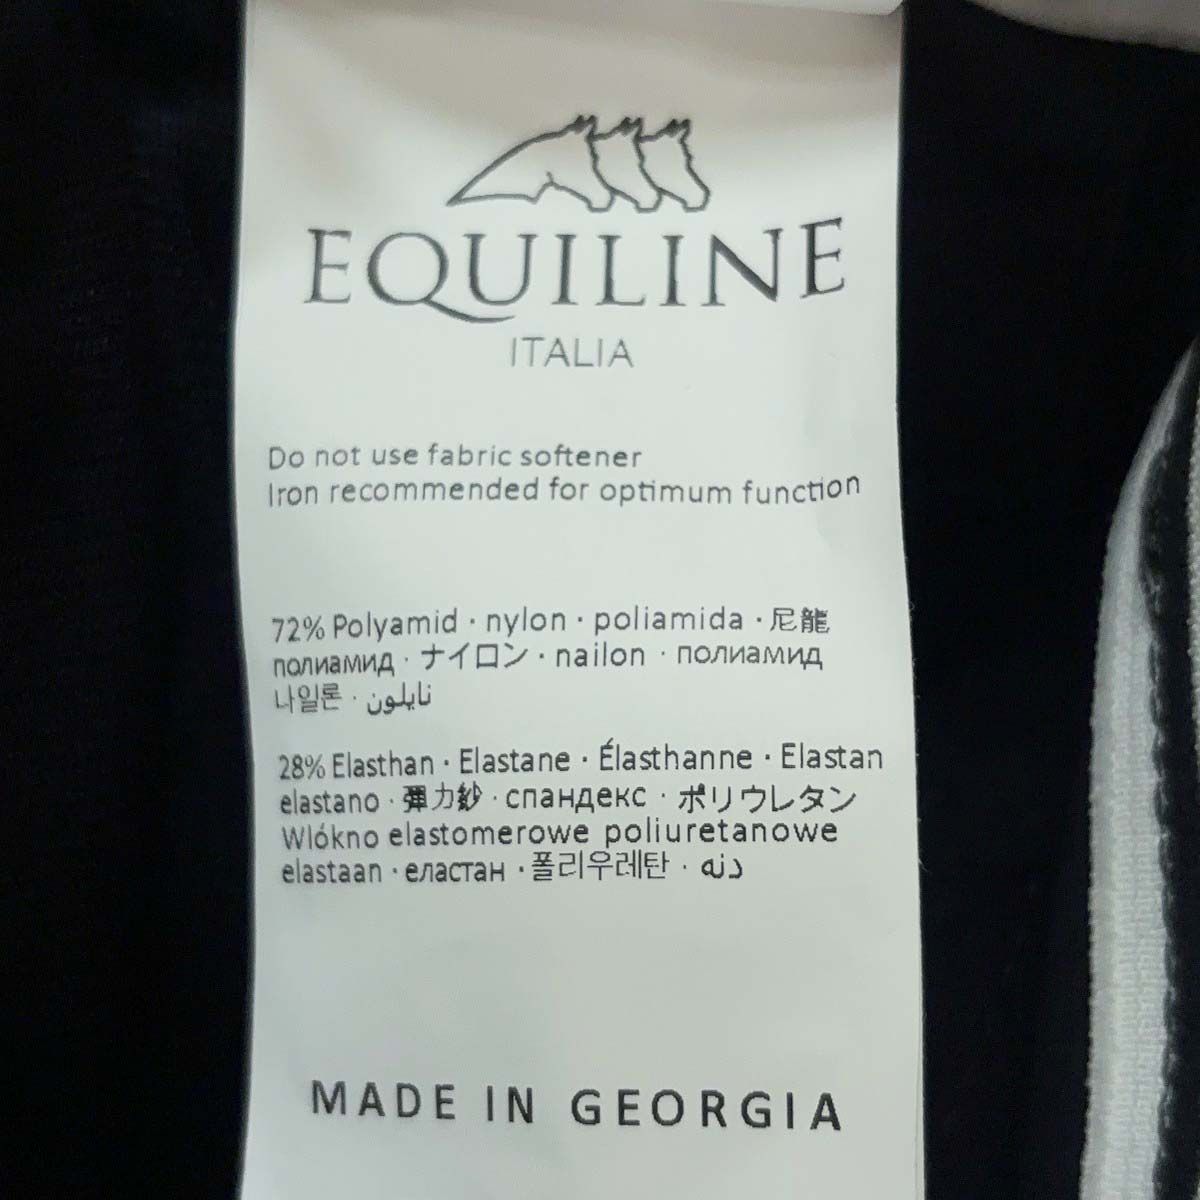 EQUILINE
ITALIA
Do not use fabric softener
Iron recommended for optimum function
72% Polyamid · nylon · poliamida · 尼龍
полиамид · ナイロン · nailon · полиамид
나일론 · نايلون
28% Elasthan · Elastane · Élasthanne · Elastan
elastano · 彈力紗 · спандекс · ポリウレタン
Wlókno elastomerowe poliuretanowe
elastaan · еластан · 폴리우레탄 · دنه
MADE IN GEORGIA